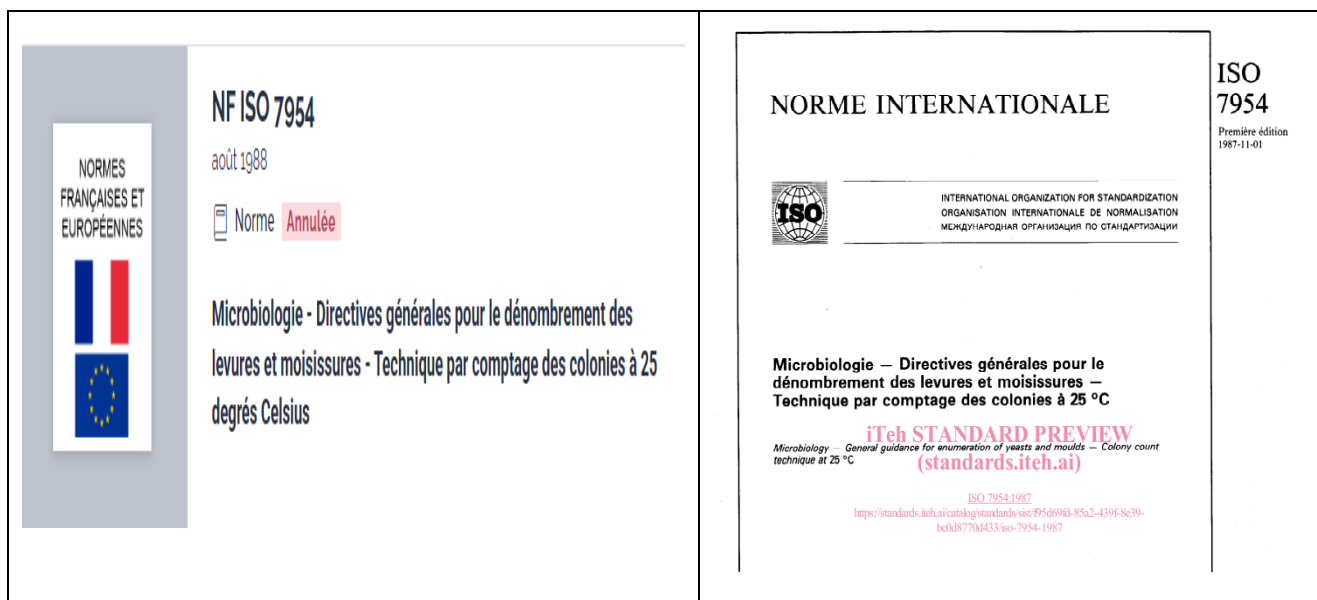 NORMES
FRANÇAISES ET
EUROPÉENNES
NF ISO 7954
août 1988
Norme Annulée
Microbiologie - Directives générales pour le dénombrement des
levures et moisissures - Technique par comptage des colonies à 25
degrés Celsius
ISO
7954
Première édition
1987-11-01
NORME INTERNATIONALE
ISO
INTERNATIONAL ORGANIZATION FOR STANDARDIZATION
ORGANISATION INTERNATIONALE DE NORMALISATION
МЕЖДУНАРОДНАЯ ОРГАНИЗАЦИЯ ПО СТАНДАРТИЗАЦИИ
Microbiologie — Directives générales pour le
dénombrement des levures et moisissures —
Technique par comptage des colonies à 25 °C
iTeh STANDARD PREVIEW
Microbiology — General guidance for enumeration of yeasts and moulds — Colony count
technique at 25 °C
(standards.iteh.ai)
ISO 7954:1987
https://standards.iteh.ai/catalog/standards/sist/f95d69fd-85a2-439f-8e39-
bc0d8770d433/iso-7954-1987